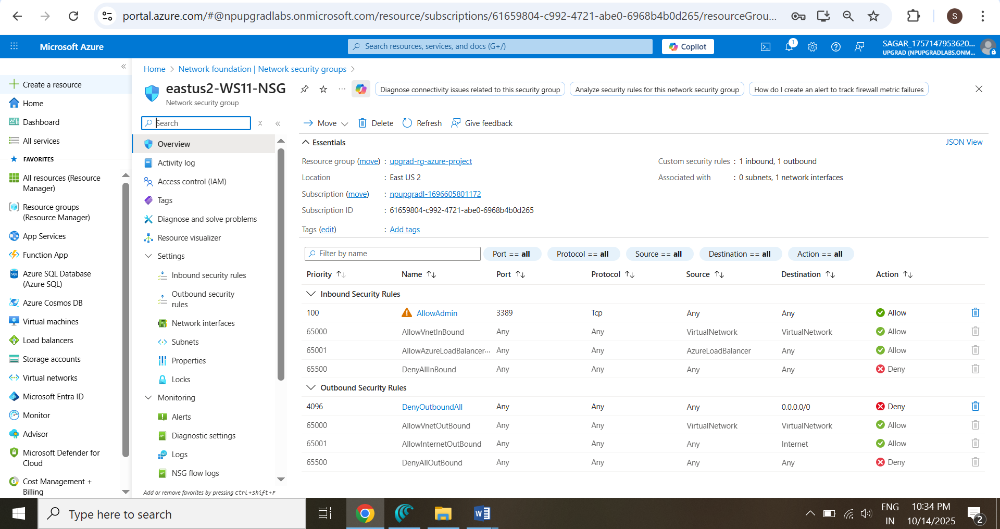 portal.azure.com/#@npupgradlabs.onmicrosoft.com/resource/subscriptions/61659804-c992-4721-abe0-6968b4b0d265/resourceGrou...
S
Microsoft Azure
Search resources, services, and docs (G+/)
Copilot
1
SAGAR_1757147953620...
UPGRAD (NPUPGRADLABS.ONM...
Create a resource
Home
Dashboard
All services
FAVORITES
All resources (Resource
Manager)
Resource groups
(Resource Manager)
App Services
Function App
Azure SQL Database
(Azure SQL)
Azure Cosmos DB
Virtual machines
Load balancers
Storage accounts
Virtual networks
Microsoft Entra ID
Monitor
Advisor
Microsoft Defender for
Cloud
Cost Management +
Billing
Home > Network foundation | Network security groups >
eastus2-WS11-NSG
Network security group
Diagnose connectivity issues related to this security group
Analyze security rules for this network security group
How do I create an alert to track firewall metric failures
Search
Overview
Activity log
Access control (IAM)
Tags
Diagnose and solve problems
Resource visualizer
Settings
Inbound security rules
Outbound security
rules
Network interfaces
Subnets
Properties
Locks
Monitoring
Alerts
Diagnostic settings
Logs
NSG flow logs
Add or remove favorites by pressing Ctrl+Shift+F
Move Delete Refresh Give feedback
Essentials JSON View
Resource group (move) : upgrad-rg-azure-project
Location : East US 2
Subscription (move) : npupgradl-1696605801172
Subscription ID : 61659804-c992-4721-abe0-6968b4b0d265
Tags (edit) : Add tags
Custom security rules : 1 inbound, 1 outbound
Associated with : 0 subnets, 1 network interfaces
Filter by name Port == all Protocol == all Source == all Destination == all Action == all
Priority Name Port Protocol Source Destination Action
Inbound Security Rules
100 AllowAdmin 3389 Tcp Any Any Allow
65000 AllowVnetInBound Any Any VirtualNetwork VirtualNetwork Allow
65001 AllowAzureLoadBalancer... Any Any AzureLoadBalancer Any Allow
65500 DenyAllInBound Any Any Any Any Deny
Outbound Security Rules
4096 DenyOutboundAll Any Any Any 0.0.0.0/0 Deny
65000 AllowVnetOutBound Any Any VirtualNetwork VirtualNetwork Allow
65001 AllowInternetOutBound Any Any Any Internet Allow
65500 DenyAllOutBound Any Any Any Any Deny
Type here to search
ENG
IN
10:34 PM
10/14/2025
2